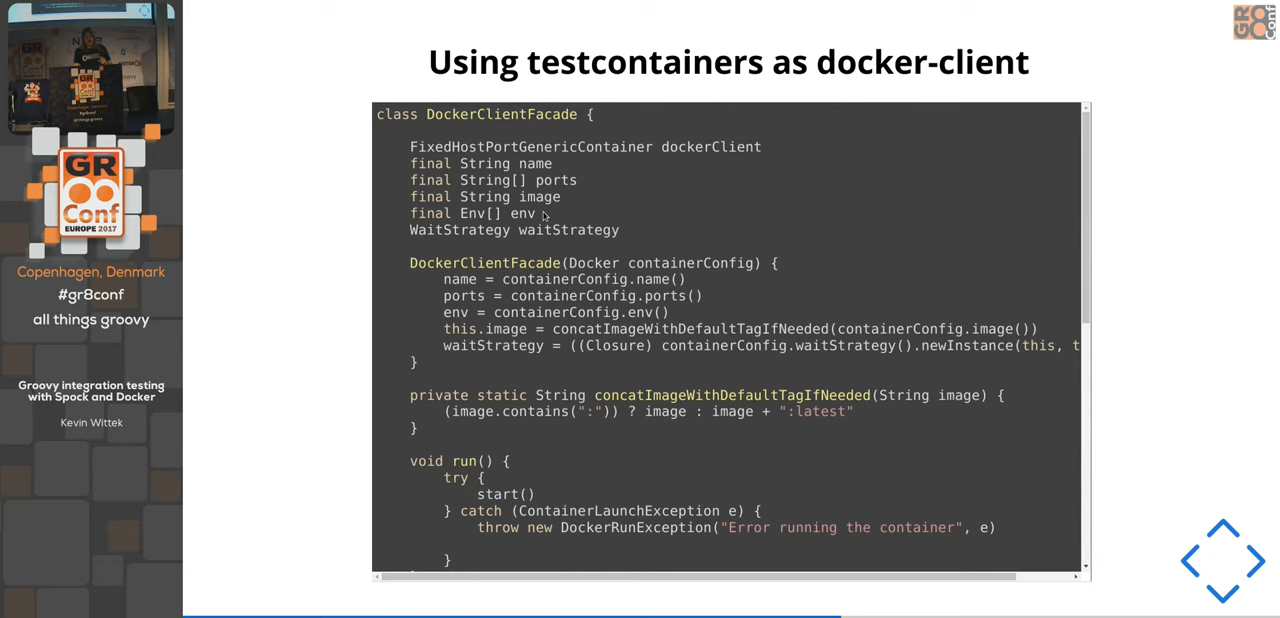 GR8
Conf
EUROPE 2017
Copenhagen, Denmark
#gr8conf
all things groovy
Groovy integration testing
with Spock and Docker
Kevin Wittek
Using testcontainers as docker-client
class DockerClientFacade {
FixedHostPortGenericContainer dockerClient
final String name
final String[] ports
final String image
final Env[] env
WaitStrategy waitStrategy
DockerClientFacade(Docker containerConfig) {
name = containerConfig.name()
ports = containerConfig.ports()
env = containerConfig.env()
this.image = concatImageWithDefaultTagIfNeeded(containerConfig.image())
waitStrategy = ((Closure) containerConfig.waitStrategy().newInstance(this, t
}
private static String concatImageWithDefaultTagIfNeeded(String image) {
(image.contains(":")) ? image : image + ":latest"
}
void run() {
try {
start()
} catch (ContainerLaunchException e) {
throw new DockerRunException("Error running the container", e)
}
GR8
Conf